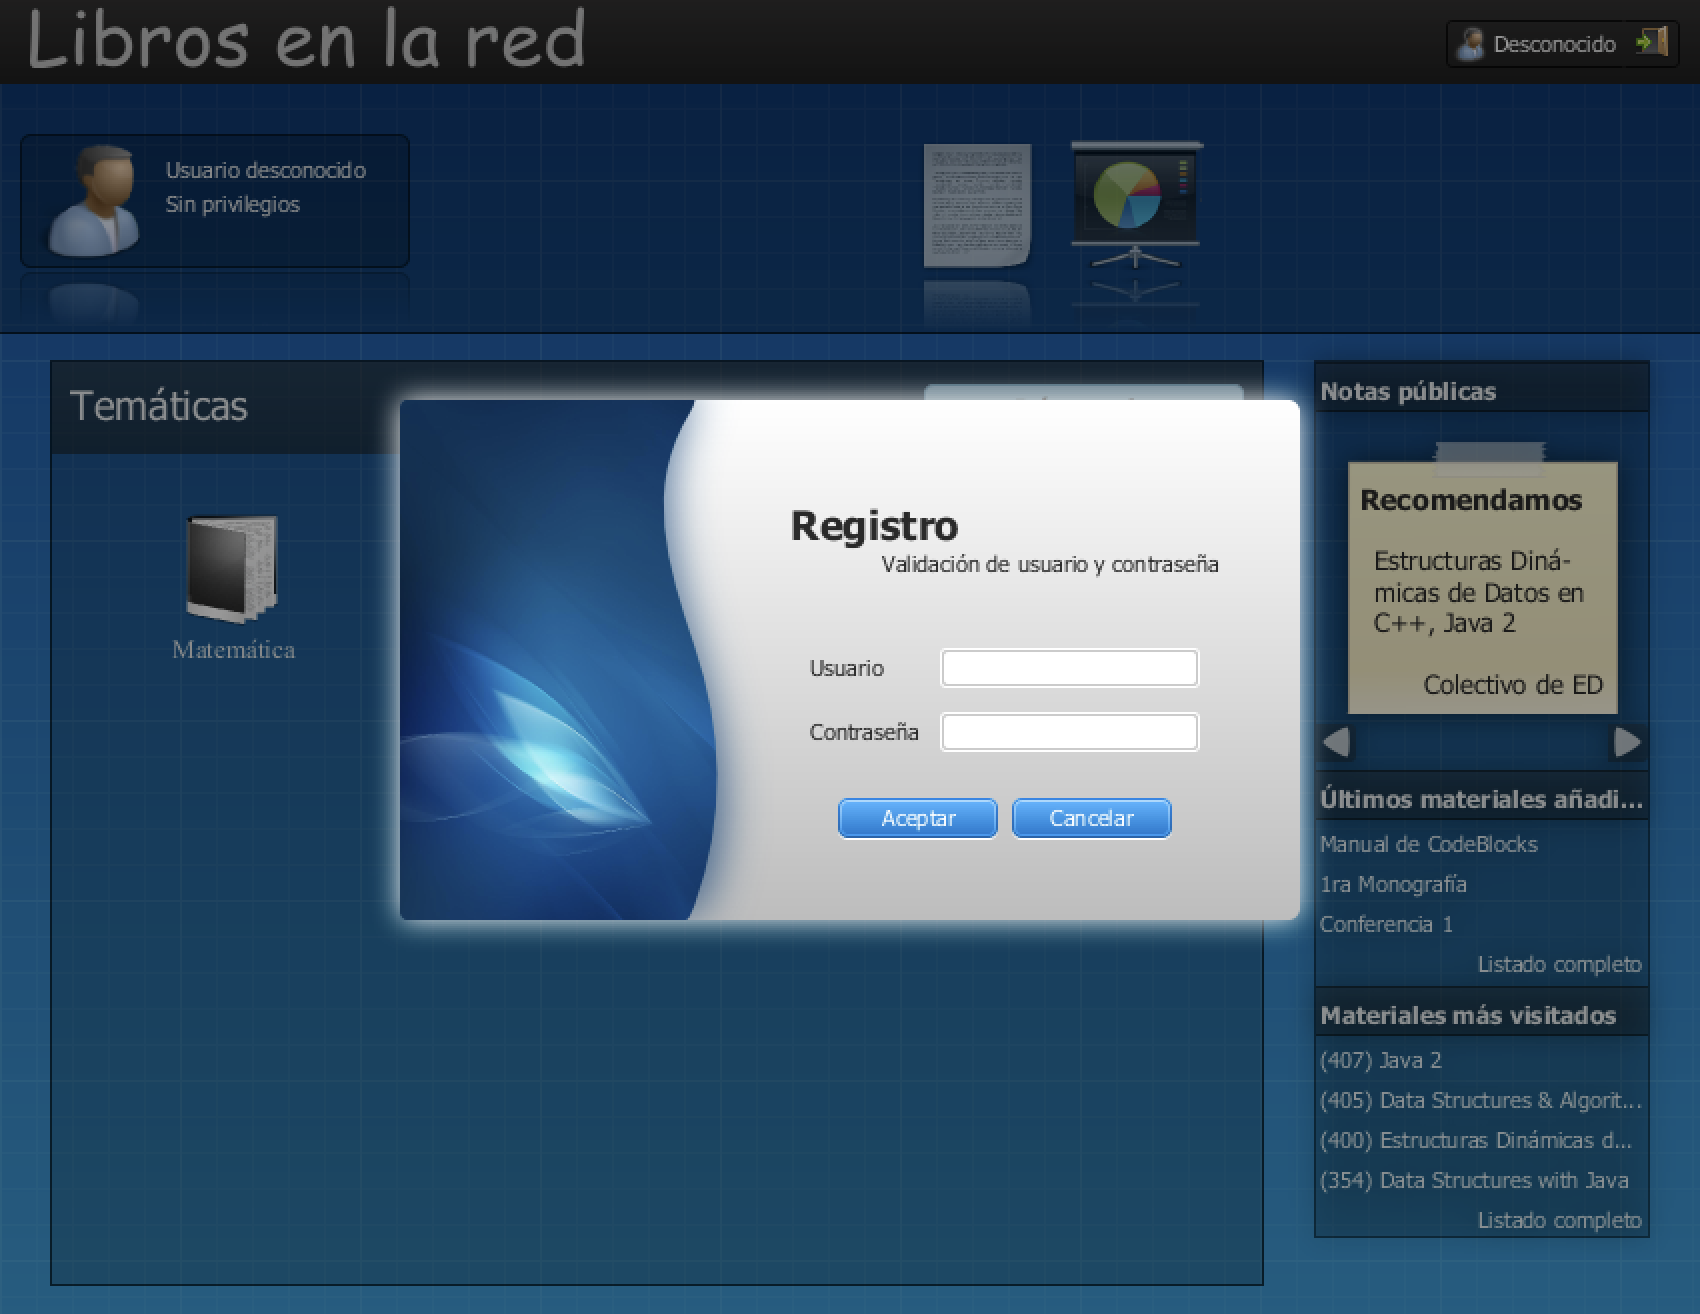 Libros en la red
Desconocido
Usuario desconocido
Sin privilegios
Temáticas
Matemática
Registro
Validación de usuario y contraseña
Usuario
Contraseña
Aceptar
Cancelar
Notas públicas
Recomendamos
Estructuras Diná-
micas de Datos en
C++, Java 2
Colectivo de ED
Últimos materiales añadi...
Manual de CodeBlocks
1ra Monografía
Conferencia 1
Listado completo
Materiales más visitados
(407) Java 2
(405) Data Structures & Algorit...
(400) Estructuras Dinámicas d...
(354) Data Structures with Java
Listado completo